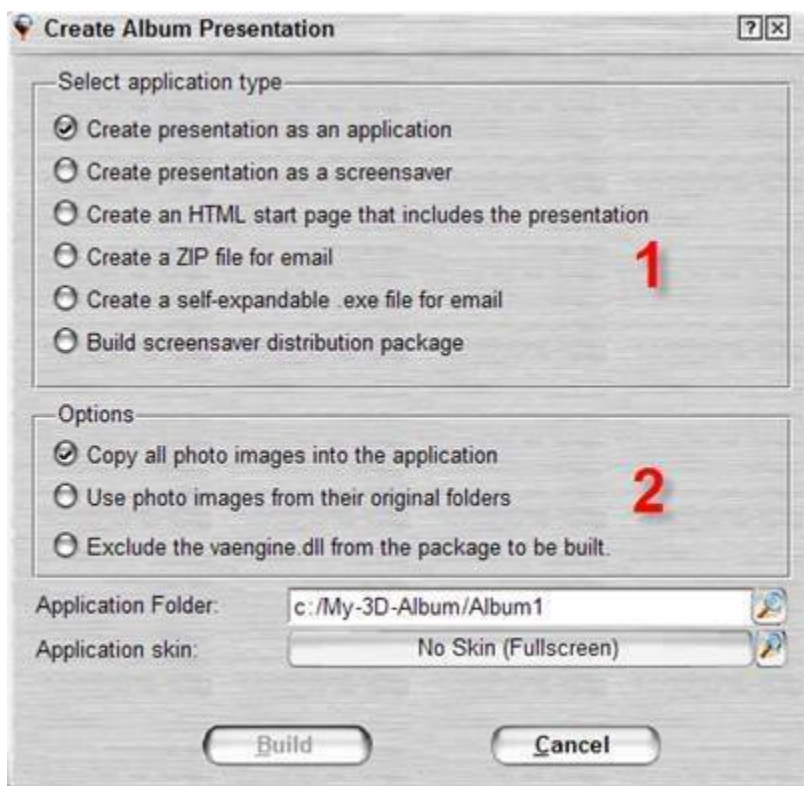 Create Album Presentation
Select application type
Create presentation as an application
Create presentation as a screensaver
Create an HTML start page that includes the presentation
1
Create a ZIP file for email
Create a self-expandable .exe file for email
Build screensaver distribution package
Options
Copy all photo images into the application
Use photo images from their original folders
2
Exclude the vaengine.dll from the package to be built.
Application Folder: c:/My-3D-Album/Album1
Application skin: No Skin (Fullscreen)
Build Cancel